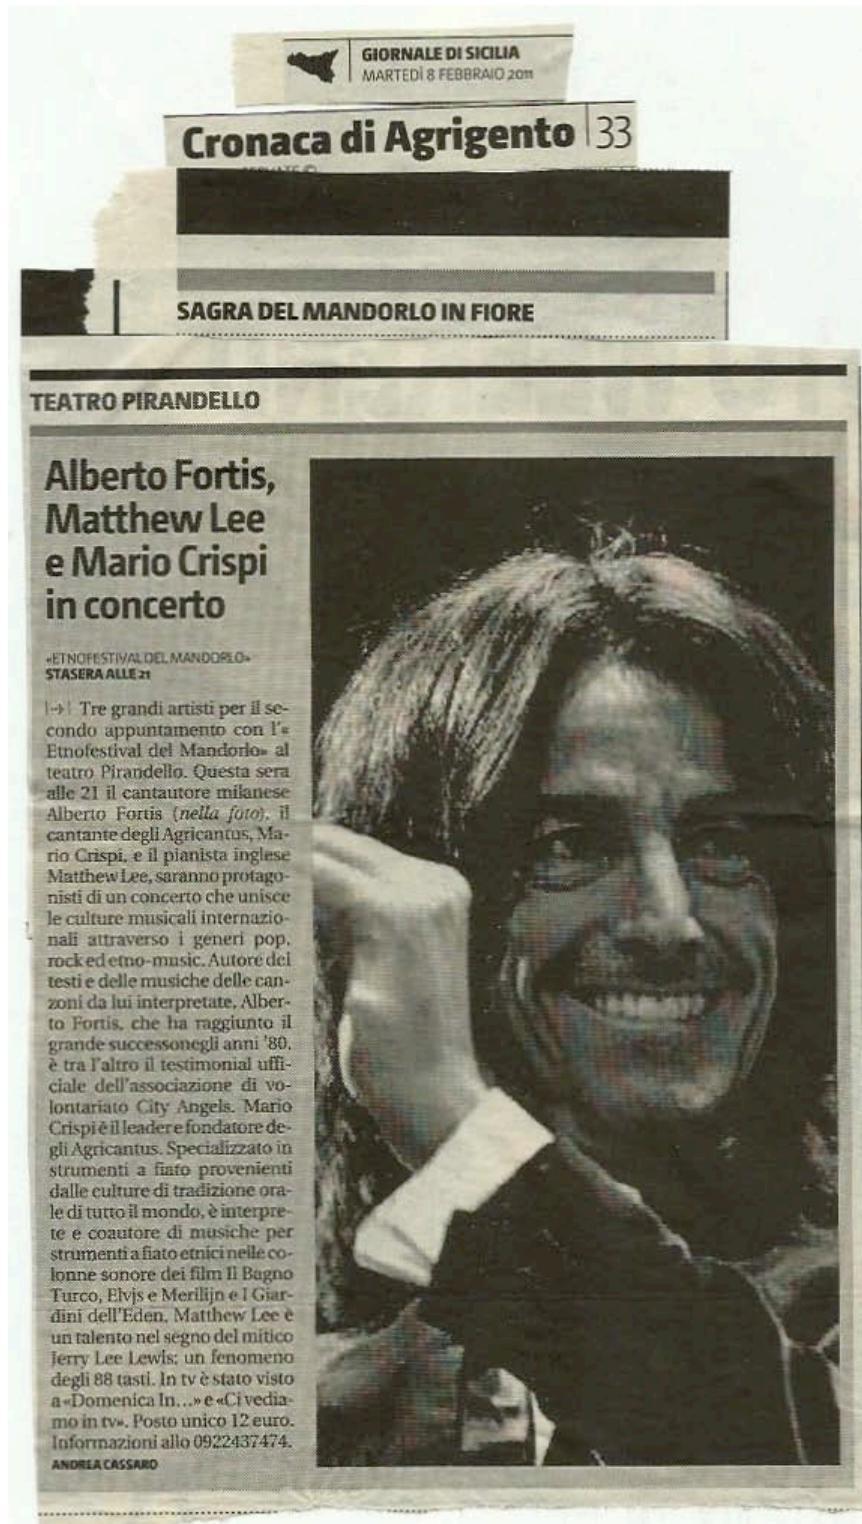 GIORNALE DI SICILIA
MARTEDÌ 8 FEBBRAIO 2011
Cronaca di Agrigento 33
SAGRA DEL MANDORLO IN FIORE
TEATRO PIRANDELLO
Alberto Fortis,
Matthew Lee
e Mario Crispi
in concerto
«ETNOFESTIVAL DEL MANDORLO»
STASERA ALLE 21
Tre grandi artisti per il se-
condo appuntamento con l'«
Etnofestival del Mandorlo» al
teatro Pirandello. Questa sera
alle 21 il cantautore milanese
Alberto Fortis (nella foto), il
cantante degli Agricantus, Ma-
rio Crispi, e il pianista inglese
Matthew Lee, saranno protago-
nisti di un concerto che unisce
le culture musicali internazio-
nali attraverso i generi pop,
rock ed etno-music. Autore dei
testi e delle musiche delle can-
zoni da lui interpretate, Alber-
to Fortis, che ha raggiunto il
grande successonegli anni '80,
è tra l'altro il testimonial uffi-
ciale dell'associazione di vo-
lontariato City Angels. Mario
Crispi è il leader e fondatore de-
gli Agricantus. Specializzato in
strumenti a fiato provenienti
dalle culture di tradizione ora-
le di tutto il mondo, è interpre-
te e coautore di musiche per
strumenti a fiato etnici nelle co-
lonne sonore dei film Il Bagno
Turco, Elvjs e Merilijn e I Giar-
dini dell'Eden. Matthew Lee è
un talento nel segno del mitico
Jerry Lee Lewis; un fenomeno
degli 88 tasti. In tv è stato visto
a «Domenica In...» e «Ci vedia-
mo in tv». Posto unico 12 euro.
Informazioni allo 0922437474.
ANDREA CASSARO